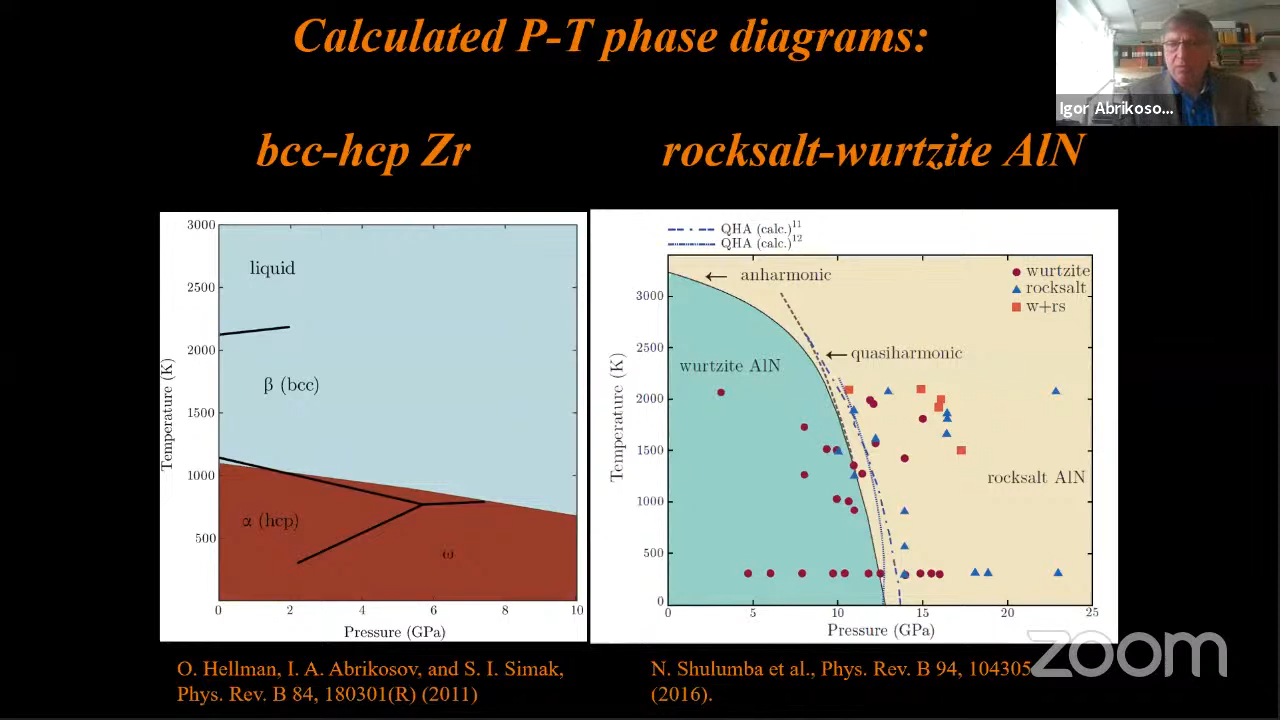 Calculated P-T phase diagrams:
Igor Abrikoso...
bcc-hcp Zr
rocksalt-wurtzite AlN
3000
2500
2000
1500
1000
500
0
2
4
6
8
10
Temperature (K)
Pressure (GPa)
liquid
β (bcc)
α (hcp)
ω
QHA (calc.)11
QHA (calc.)12
anharmonic
wurtzite
rocksalt
w+rs
quasiharmonic
wurtzite AlN
rocksalt AlN
3000
2500
2000
1500
1000
500
0
0
5
10
15
20
25
Temperature (K)
Pressure (GPa)
O. Hellman, I. A. Abrikosov, and S. I. Simak,
Phys. Rev. B 84, 180301(R) (2011)
N. Shulumba et al., Phys. Rev. B 94, 104305
(2016).
zoom